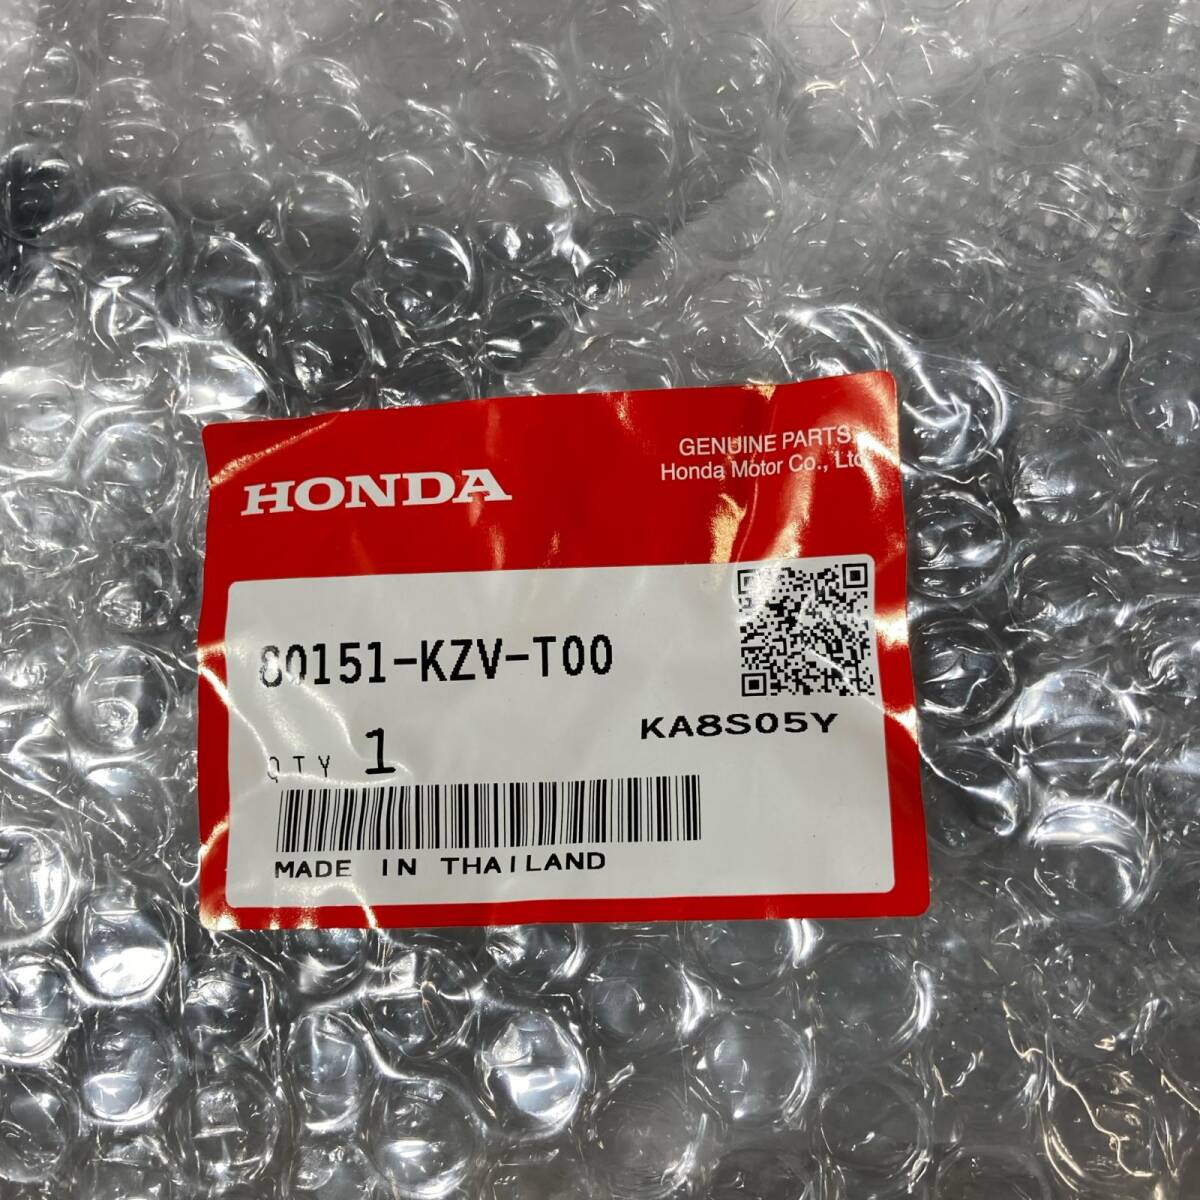 HONDA
GENUINE PARTS
Honda Motor Co., Ltd.
80151-KZV-T00
QTY 1
KA8S05Y
MADE IN THAILAND